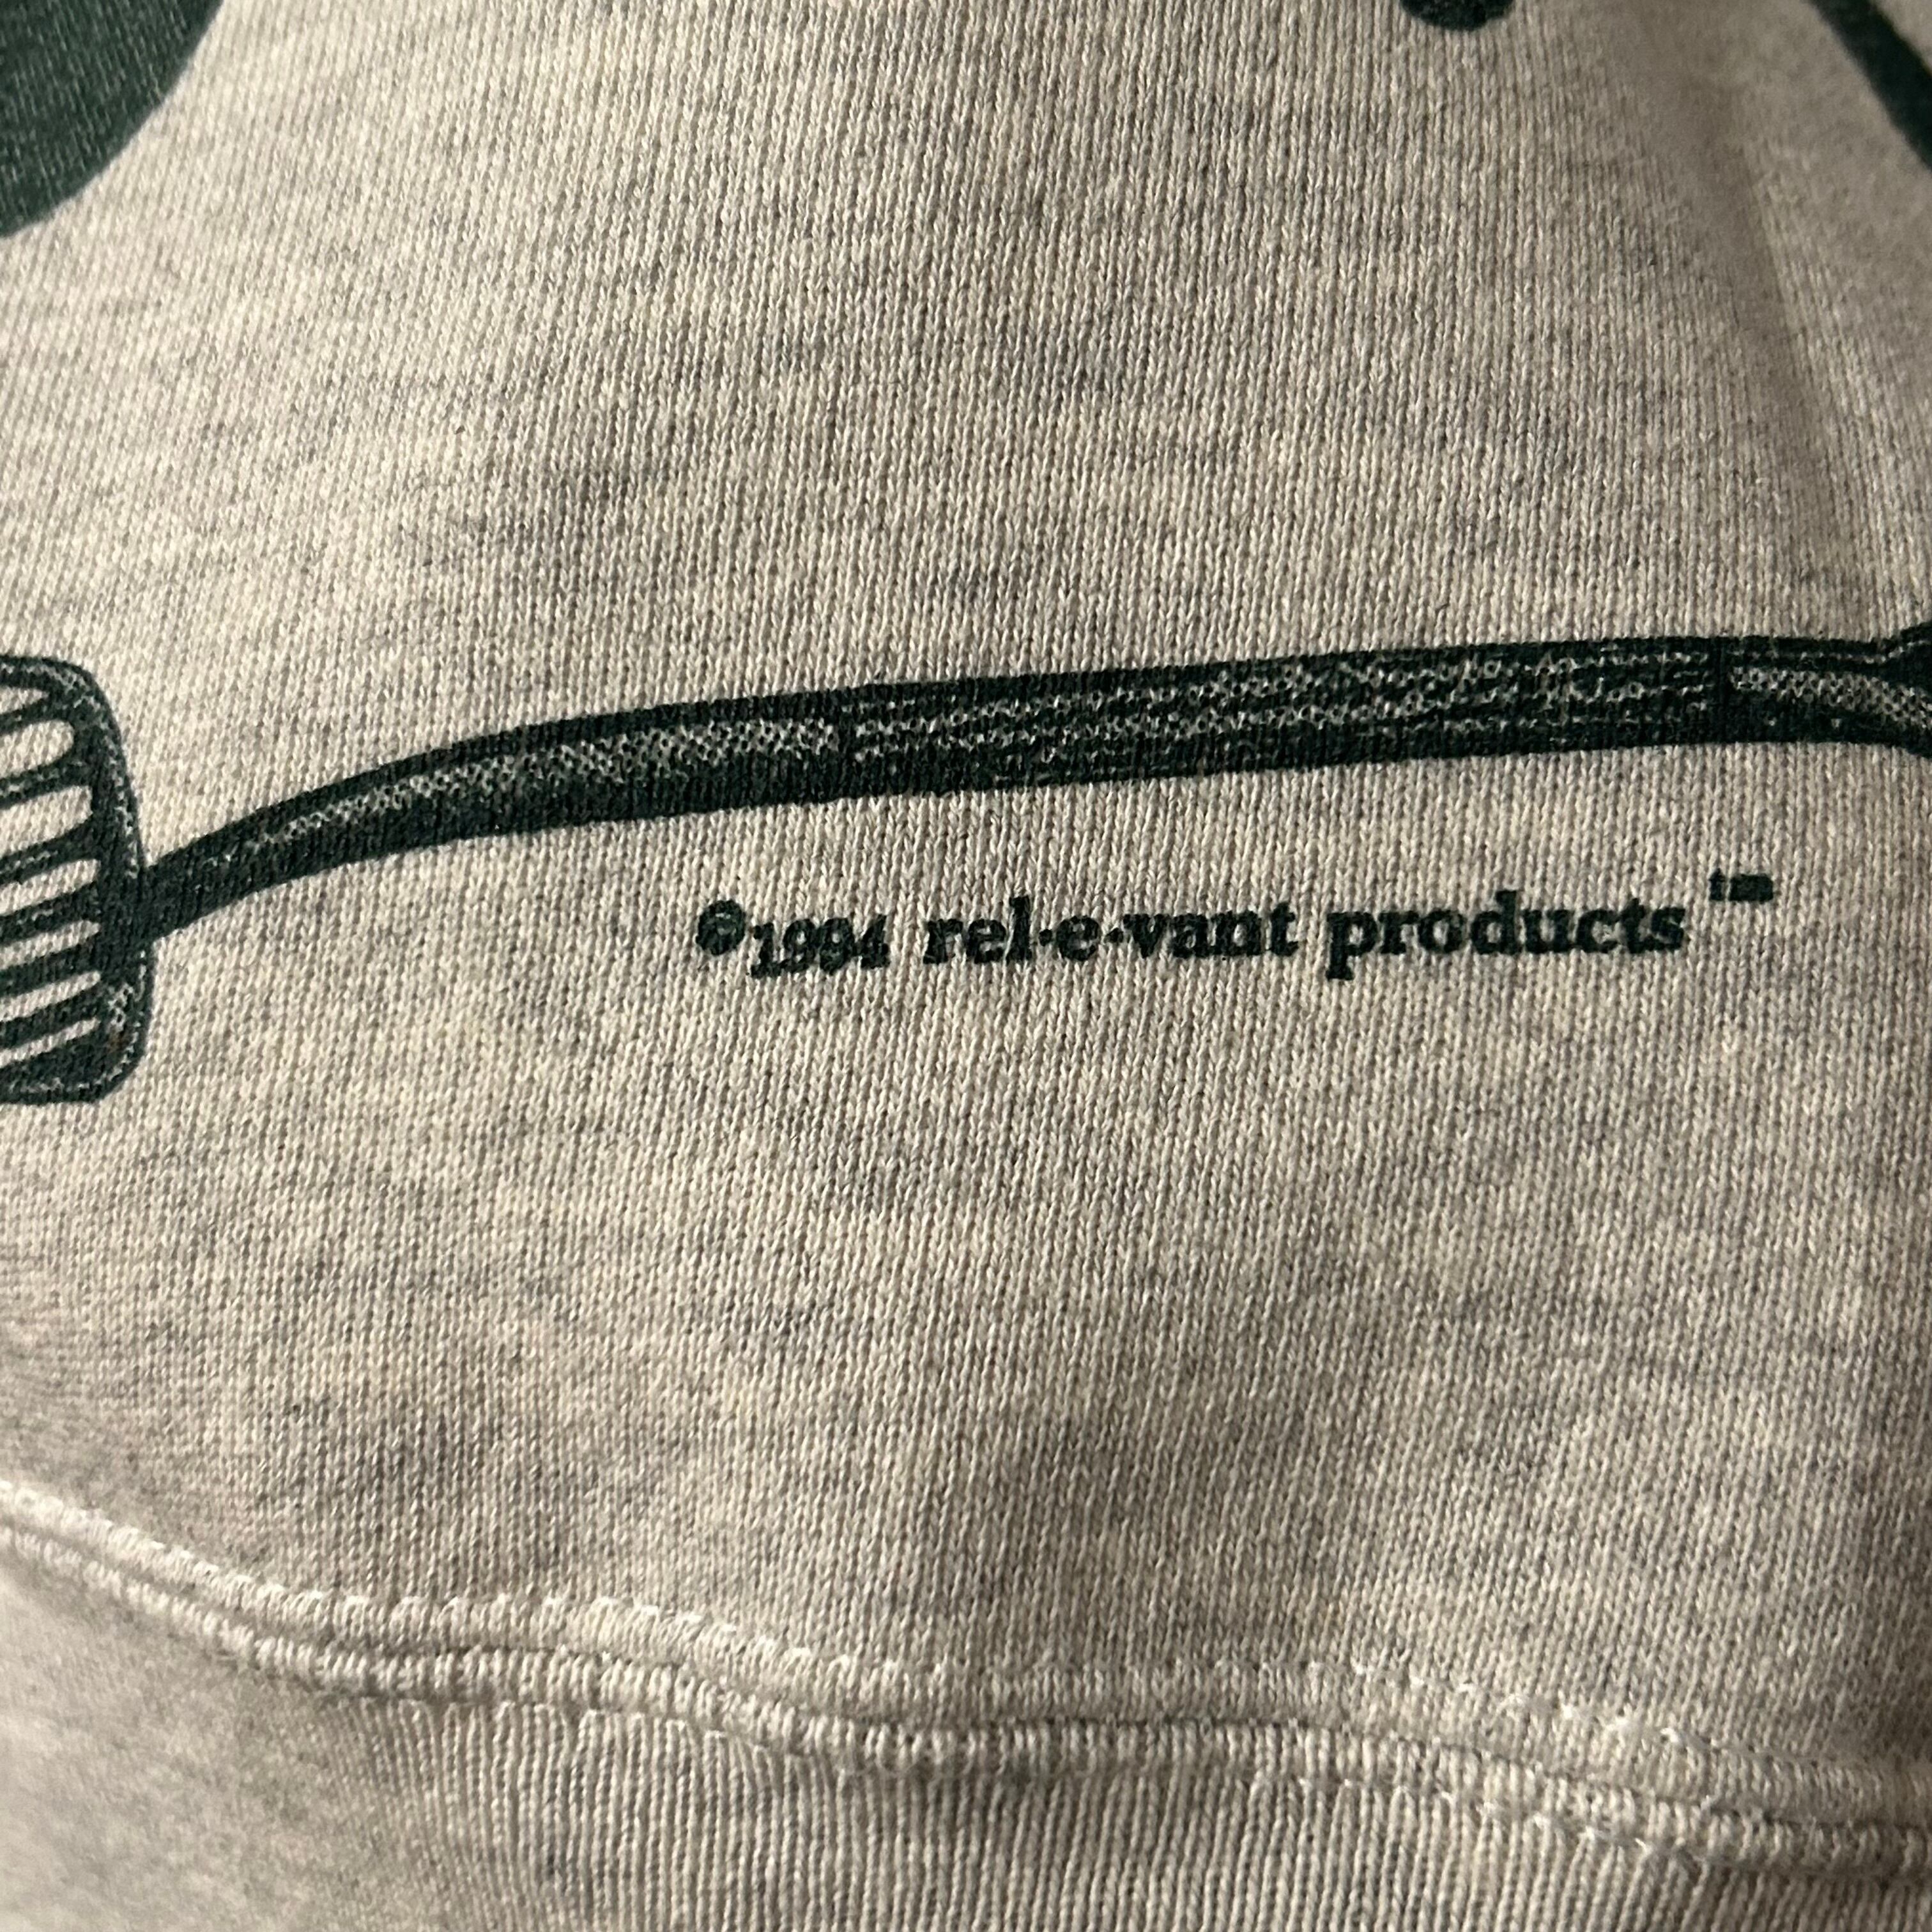 ©1994 rel·e·vant products™